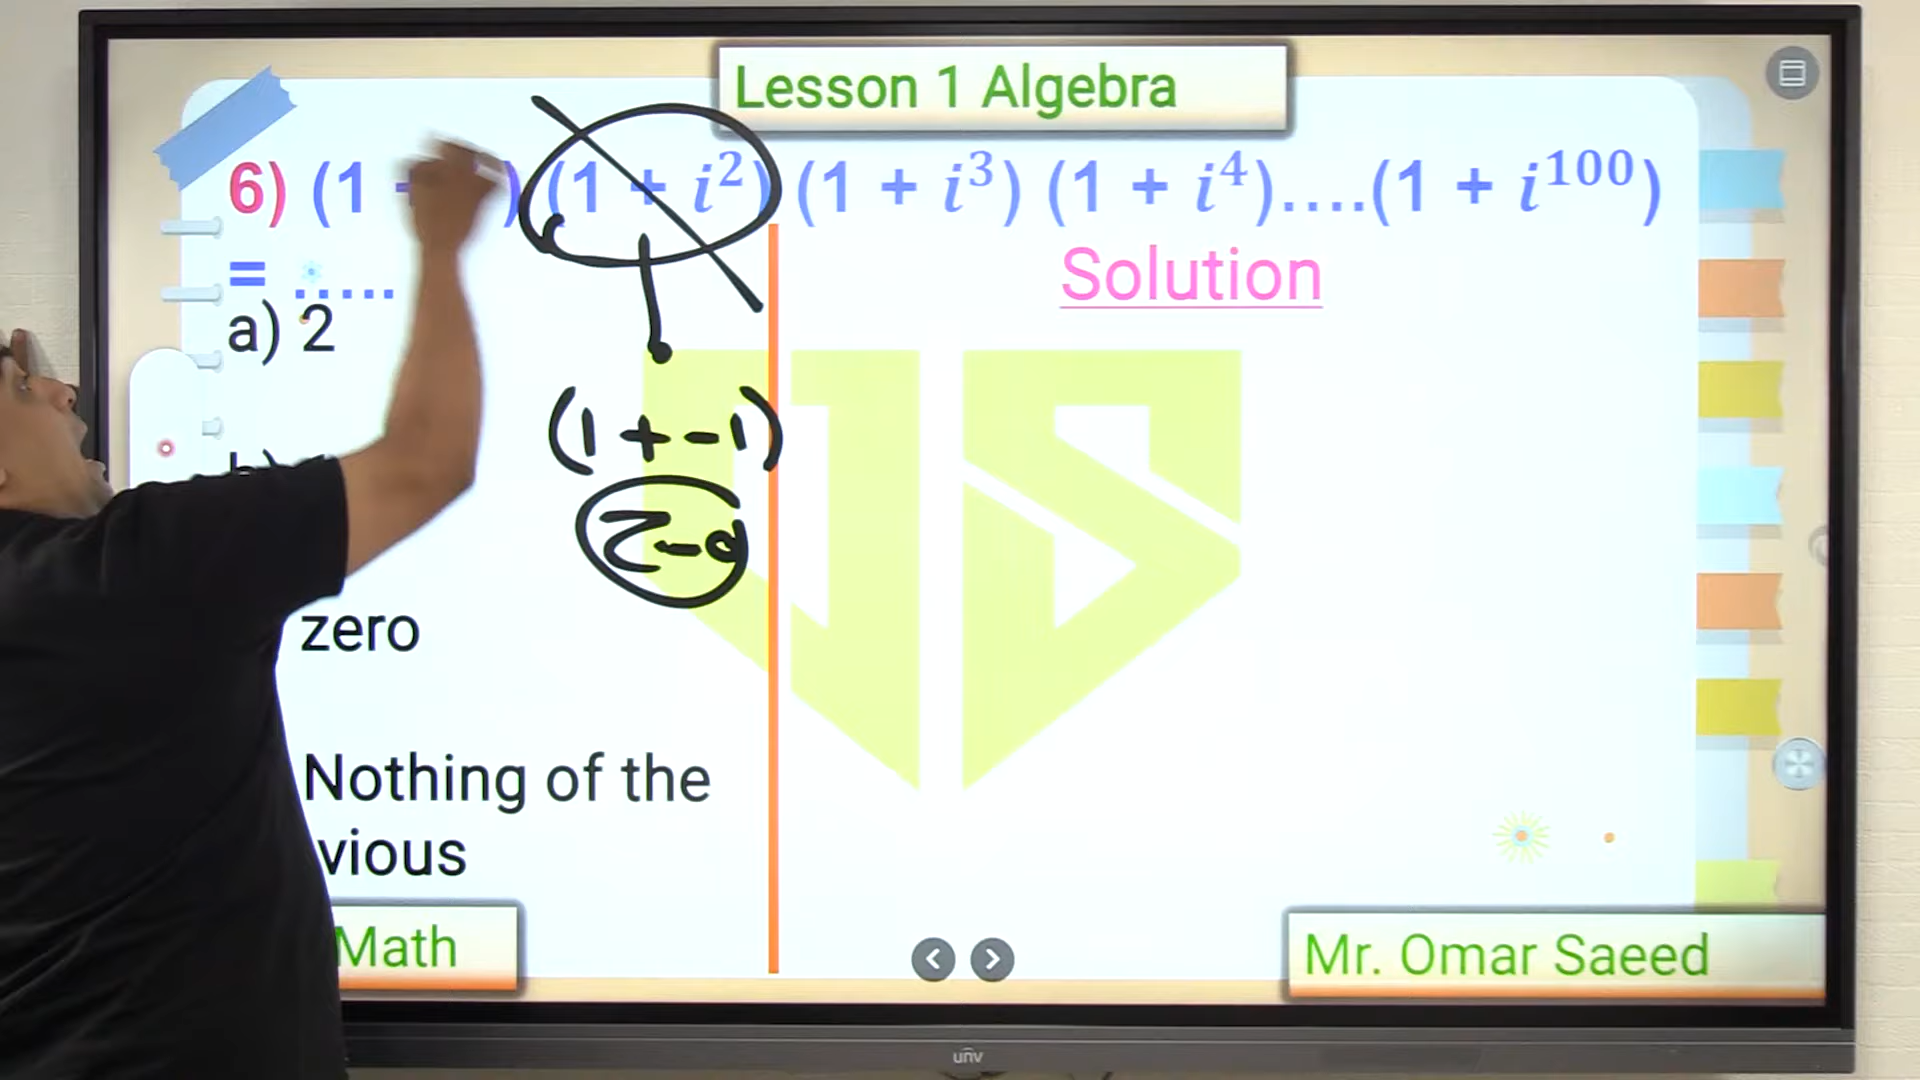 Lesson 1 Algebra
6) (1 + ) (1 + i²) (1 + i³) (1 + i⁴)....(1 + i¹⁰⁰)
= .....
Solution
a) 2
(1 + -1)
b)
zero
Nothing of the
vious
Math
Mr. Omar Saeed
unv